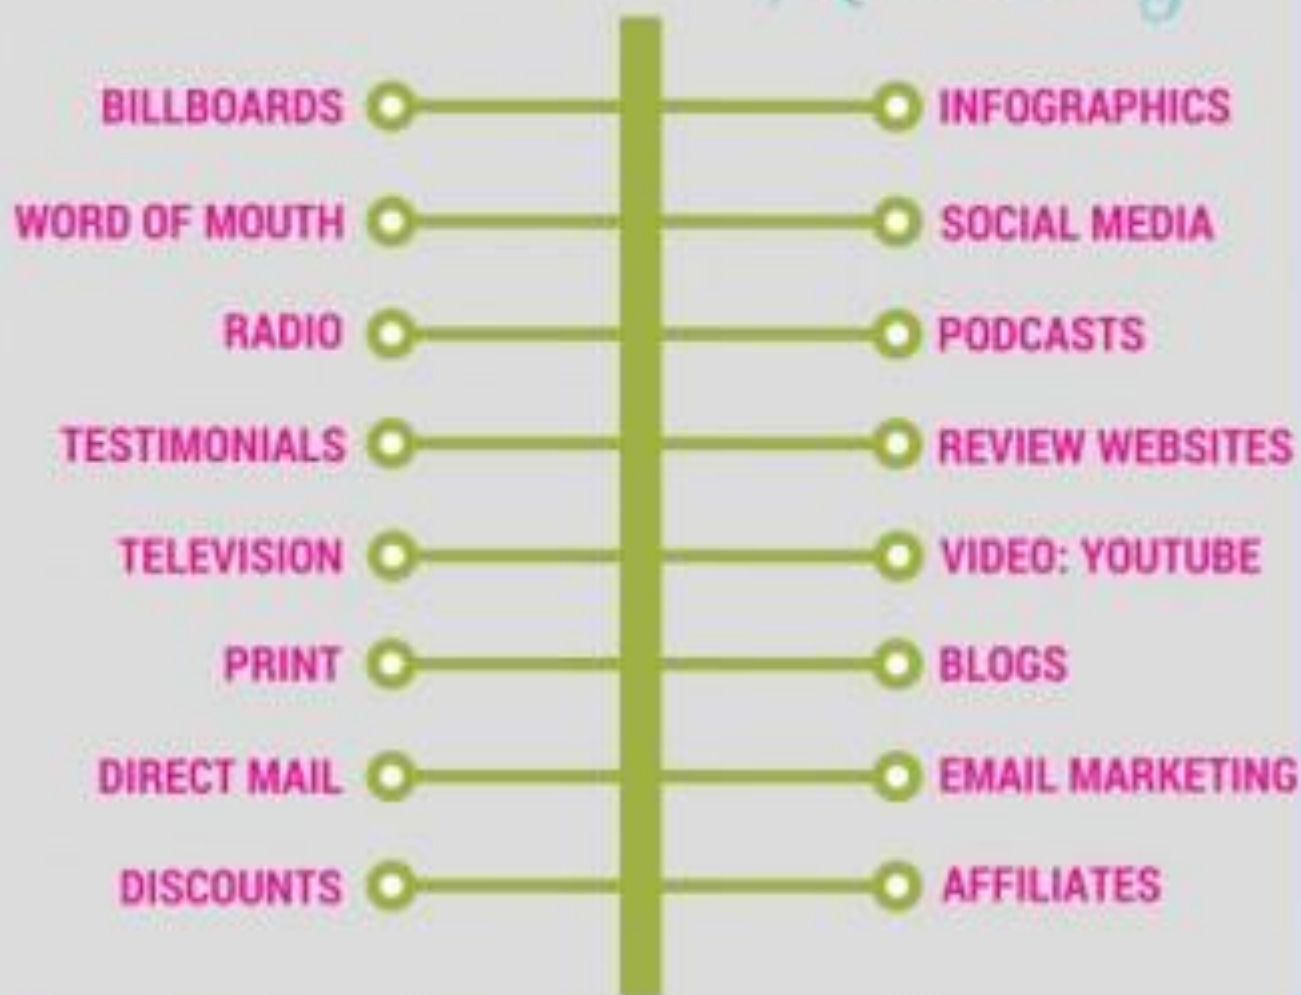 BILLBOARDS INFOGRAPHICS
WORD OF MOUTH SOCIAL MEDIA
RADIO PODCASTS
TESTIMONIALS REVIEW WEBSITES
TELEVISION VIDEO: YOUTUBE
PRINT BLOGS
DIRECT MAIL EMAIL MARKETING
DISCOUNTS AFFILIATES